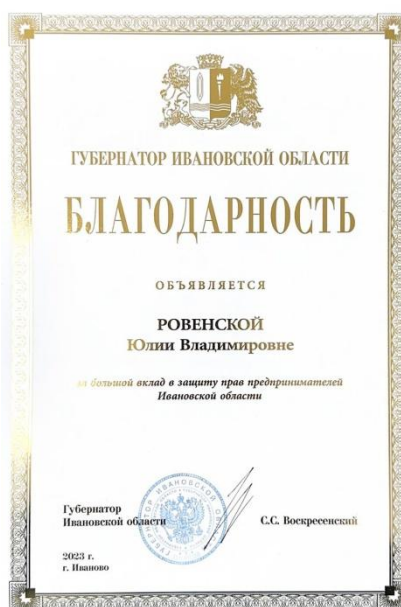 ГУБЕРНАТОР ИВАНОВСКОЙ ОБЛАСТИ
БЛАГОДАРНОСТЬ
ОБЪЯВЛЯЕТСЯ
РОВЕНСКОЙ
Юлии Владимировне
за большой вклад в защиту прав предпринимателей
Ивановской области
Губернатор
Ивановской области
С.С. Воскресенский
2023 г.
г. Иваново